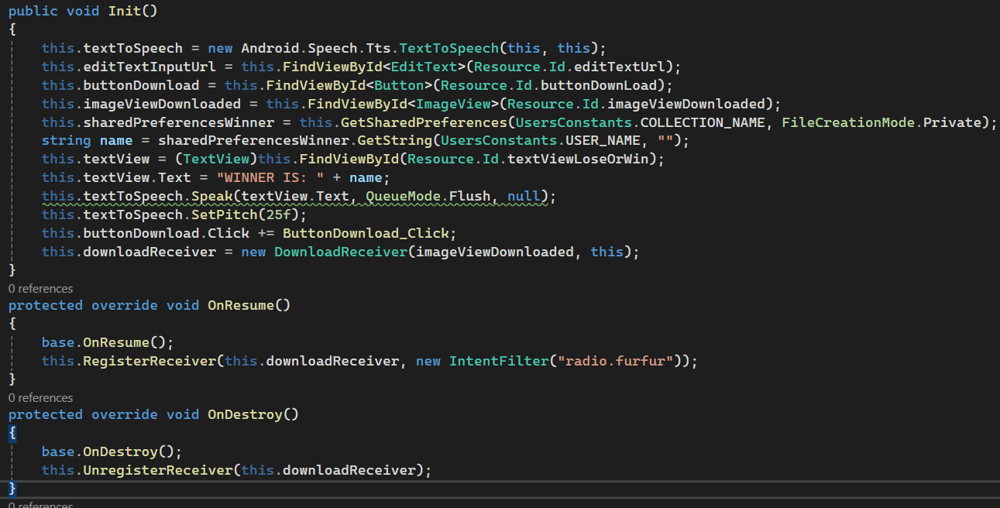 public void Init()
{
    this.textToSpeech = new Android.Speech.Tts.TextToSpeech(this, this);
    this.editTextInputUrl = this.FindViewById<EditText>(Resource.Id.editTextUrl);
    this.buttonDownload = this.FindViewById<Button>(Resource.Id.buttonDownLoad);
    this.imageViewDownloaded = this.FindViewById<ImageView>(Resource.Id.imageViewDownloaded);
    this.sharedPreferencesWinner = this.GetSharedPreferences(UsersConstants.COLLECTION_NAME, FileCreationMode.Private);
    string name = sharedPreferencesWinner.GetString(UsersConstants.USER_NAME, "");
    this.textView = (TextView)this.FindViewById(Resource.Id.textViewLoseOrWin);
    this.textView.Text = "WINNER IS: " + name;
    this.textToSpeech.Speak(textView.Text, QueueMode.Flush, null);
    this.textToSpeech.SetPitch(25f);
    this.buttonDownload.Click += ButtonDownload_Click;
    this.downloadReceiver = new DownloadReceiver(imageViewDownloaded, this);
}
0 references
protected override void OnResume()
{
    base.OnResume();
    this.RegisterReceiver(this.downloadReceiver, new IntentFilter("radio.furfur"));
}
0 references
protected override void OnDestroy()
{
    base.OnDestroy();
    this.UnregisterReceiver(this.downloadReceiver);
}
0 references